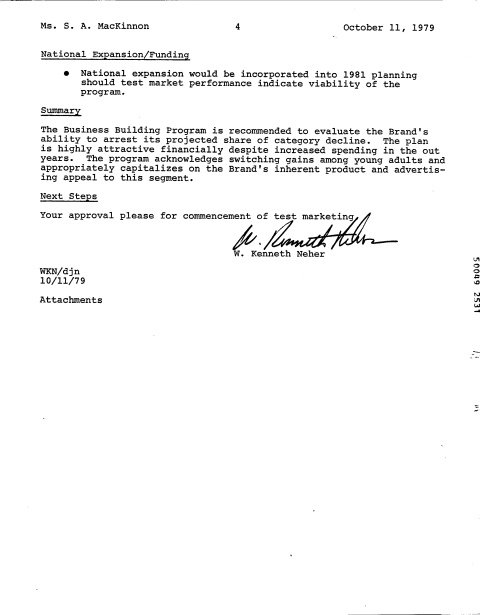 Ms. S. A. MacKinnon 4 October 11, 1979
National Expansion/Funding
● National expansion would be incorporated into 1981 planning
should test market performance indicate viability of the
program.
Summary
The Business Building Program is recommended to evaluate the Brand's
ability to arrest its projected share of category decline. The plan
is highly attractive financially despite increased spending in the out
years. The program acknowledges switching gains among young adults and
appropriately capitalizes on the Brand's inherent product and advertis-
ing appeal to this segment.
Next Steps
Your approval please for commencement of test marketing.
W. Kenneth Neher
W. Kenneth Neher
WKN/djn
10/11/79
Attachments
50049 2531